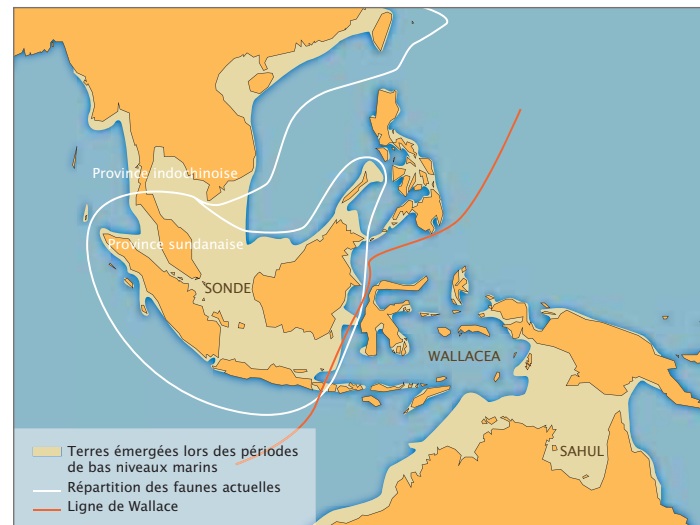 Province indochinoise
Province sundanaise
SONDE
WALLACEA
SAHUL
Terres émergées lors des périodes
de bas niveaux marins
Répartition des faunes actuelles
Ligne de Wallace